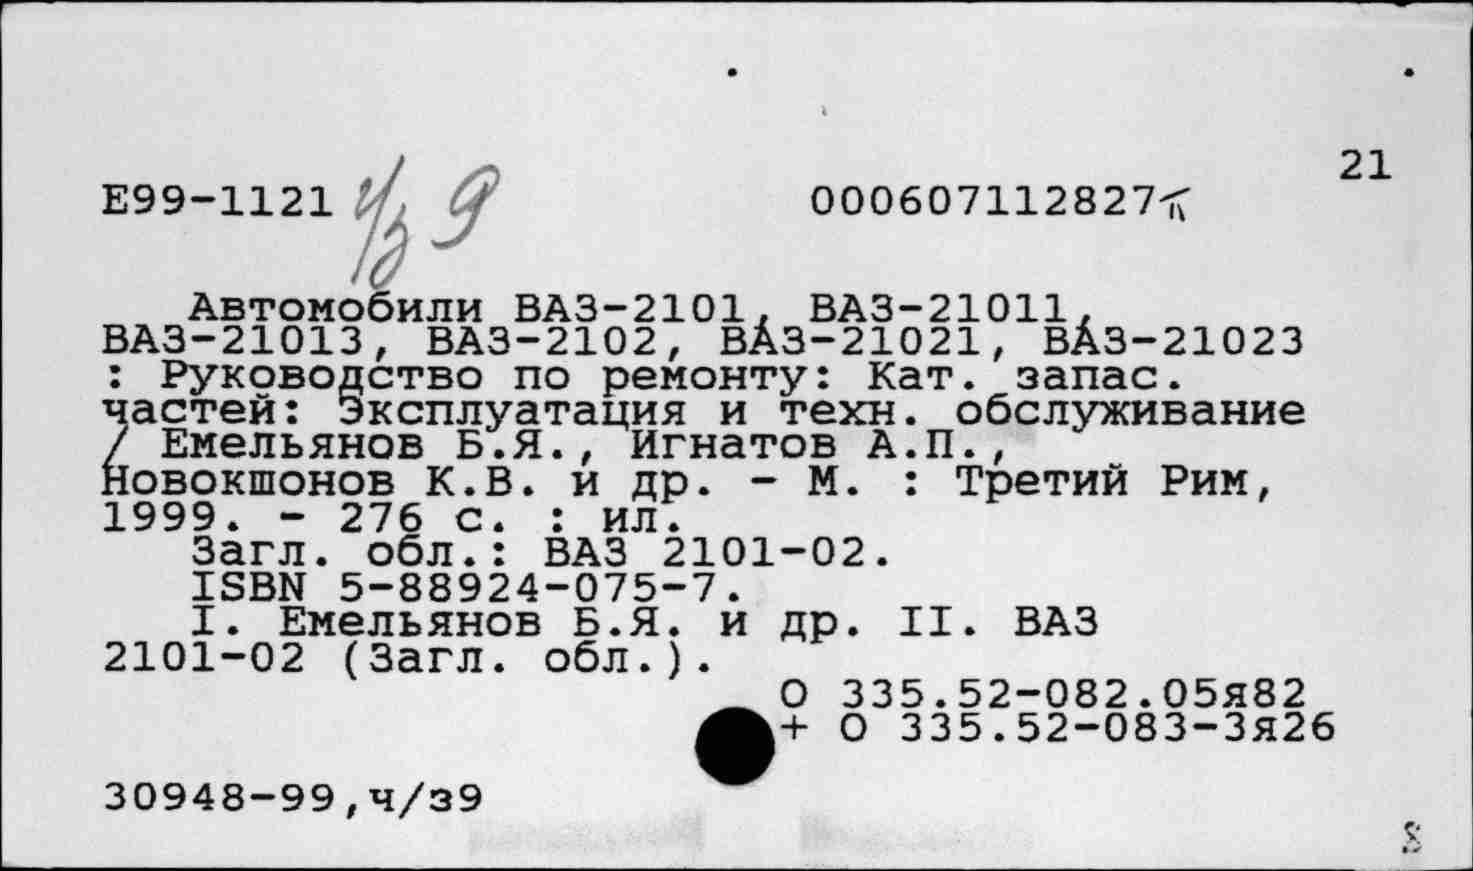 21
Е99-1121 ч/з 9 000607112827
Автомобили ВАЗ-2101, ВАЗ-21011,
ВАЗ-21013, ВАЗ-2102, ВАЗ-21021, ВАЗ-21023
: Руководство по ремонту: Кат. запас.
частей: Эксплуатация и техн. обслуживание
/ Емельянов Б.Я., Игнатов А.П.,
Новокшонов К.В. и др. - М. : Третий Рим,
1999. - 276 с. : ил.
Загл. обл.: ВАЗ 2101-02.
ISBN 5-88924-075-7.
I. Емельянов Б.Я. и др. II. ВАЗ
2101-02 (Загл. обл.).
О 335.52-082.05я82
+ О 335.52-083-3я26
30948-99,ч/з9